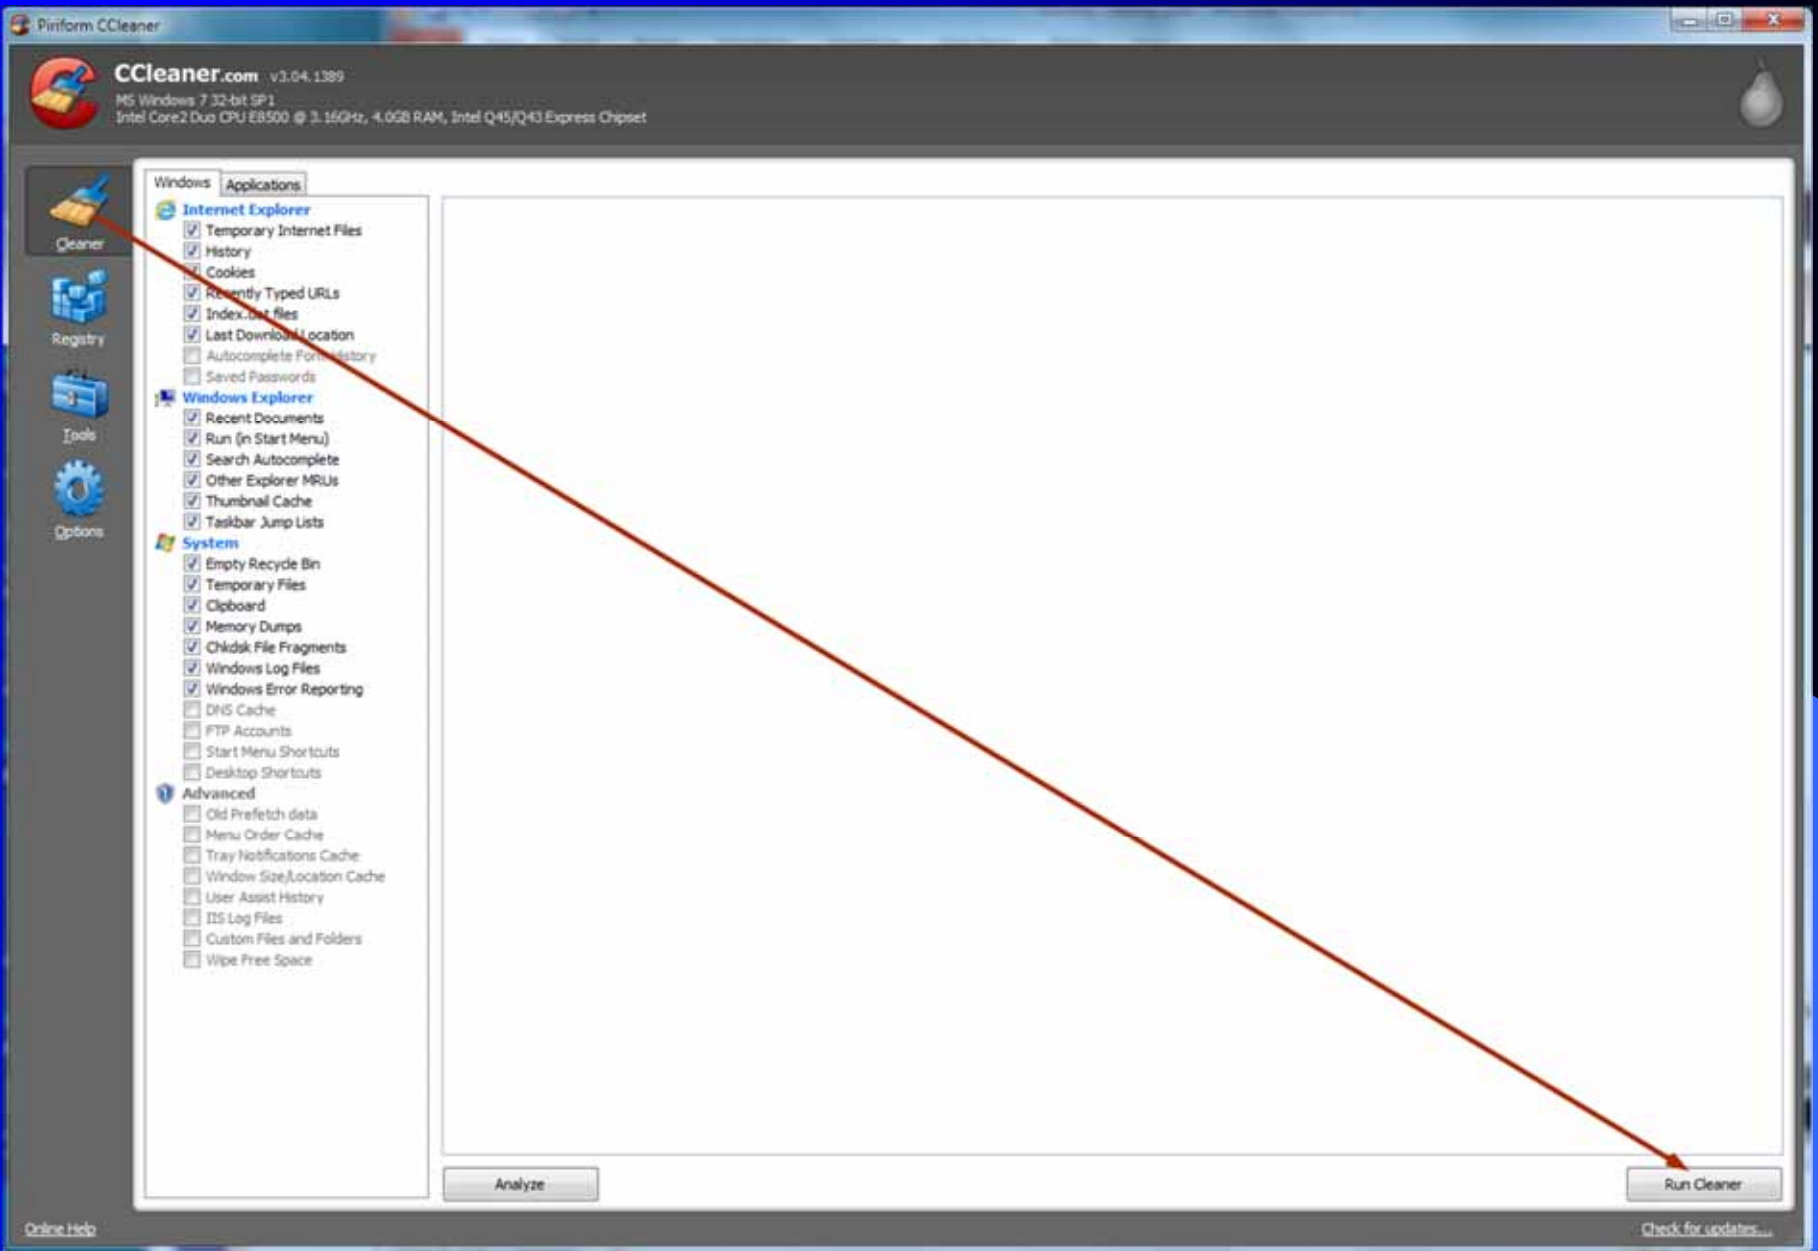 Piriform CCleaner
CCleaner.com v3.04.1389
MS Windows 7 32-bit SP1
Intel Core2 Duo CPU E8500 @ 3.16GHz, 4.0GB RAM, Intel Q45/Q43 Express Chipset
Cleaner
Registry
Tools
Options
Windows
Applications
Internet Explorer
Temporary Internet Files
History
Cookies
Recently Typed URLs
Index.dat files
Last Download Location
Autocomplete Form History
Saved Passwords
Windows Explorer
Recent Documents
Run (in Start Menu)
Search Autocomplete
Other Explorer MRUs
Thumbnail Cache
Taskbar Jump Lists
System
Empty Recycle Bin
Temporary Files
Clipboard
Memory Dumps
Chkdsk File Fragments
Windows Log Files
Windows Error Reporting
DNS Cache
FTP Accounts
Start Menu Shortcuts
Desktop Shortcuts
Advanced
Old Prefetch data
Menu Order Cache
Tray Notifications Cache
Window Size/Location Cache
User Assist History
IIS Log Files
Custom Files and Folders
Wipe Free Space
Analyze
Run Cleaner
Online Help
Check for updates...